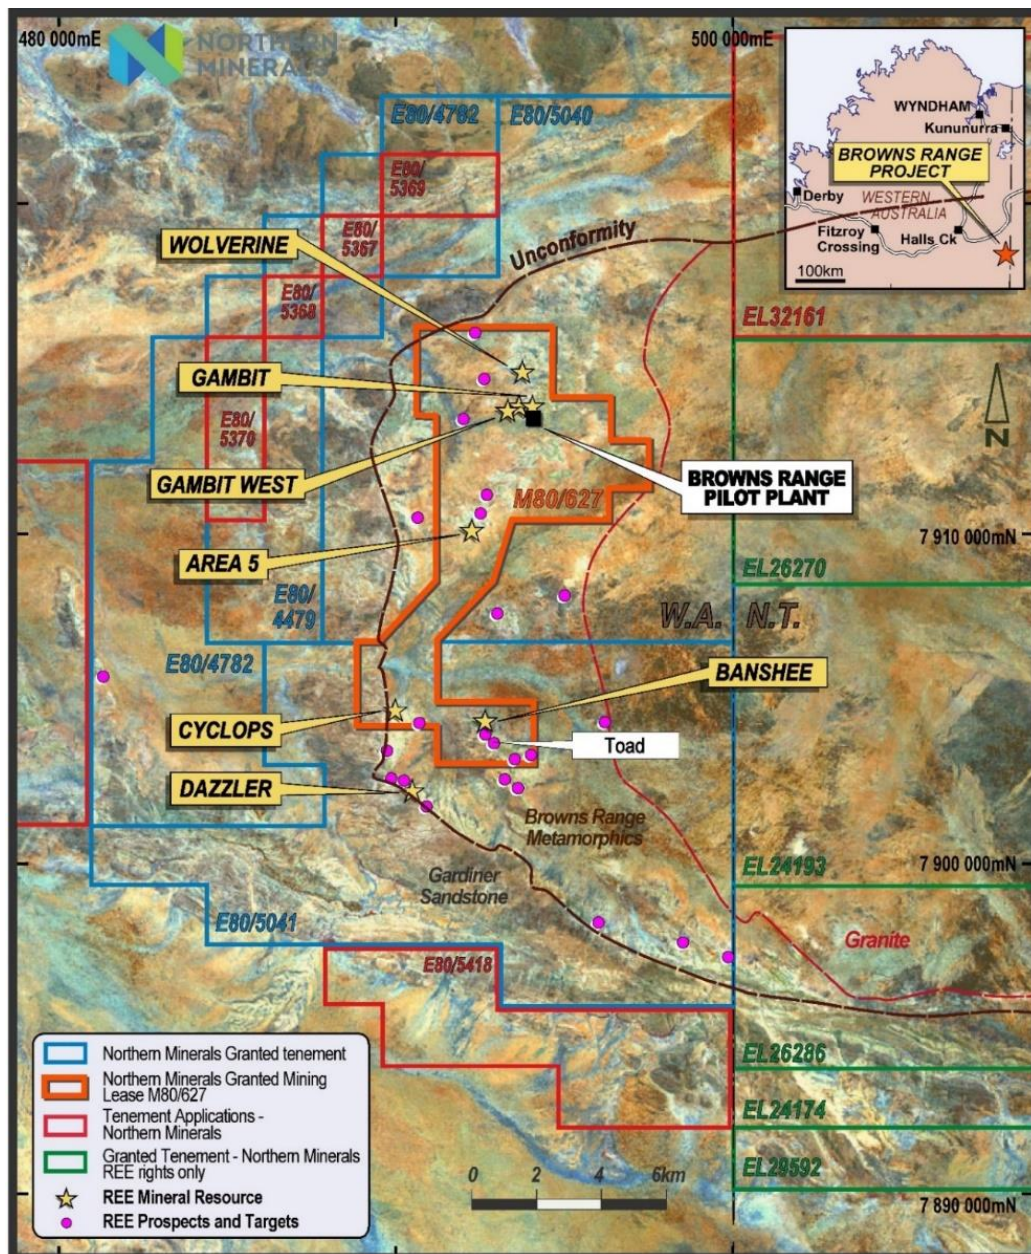 480 000mE
500 000mE
NORTHERN
MINERALS
WYNDHAM
Kununurra
BROWNS RANGE
PROJECT
Derby
WESTERN
AUSTRALIA
Fitzroy
Crossing
Halls Ck
100km
E80/4782
E80/5040
E80/
5369
E80/
5367
E80/
5368
E80/
5370
WOLVERINE
Unconformity
EL32161
GAMBIT
N
GAMBIT WEST
BROWNS RANGE
PILOT PLANT
M80/627
7 910 000mN
AREA 5
EL26270
E80/
4479
W.A.
N.T.
E80/4782
BANSHEE
CYCLOPS
Toad
DAZZLER
Browns Range
Metamorphics
7 900 000mN
Gardiner
Sandstone
EL24193
E80/5041
Granite
E80/5418
Northern Minerals Granted tenement
Northern Minerals Granted Mining
Lease M80/627
Tenement Applications -
Northern Minerals
Granted Tenement - Northern Minerals
REE rights only
REE Mineral Resource
REE Prospects and Targets
EL26286
EL24174
EL29592
0 2 4 6km
7 890 000mN